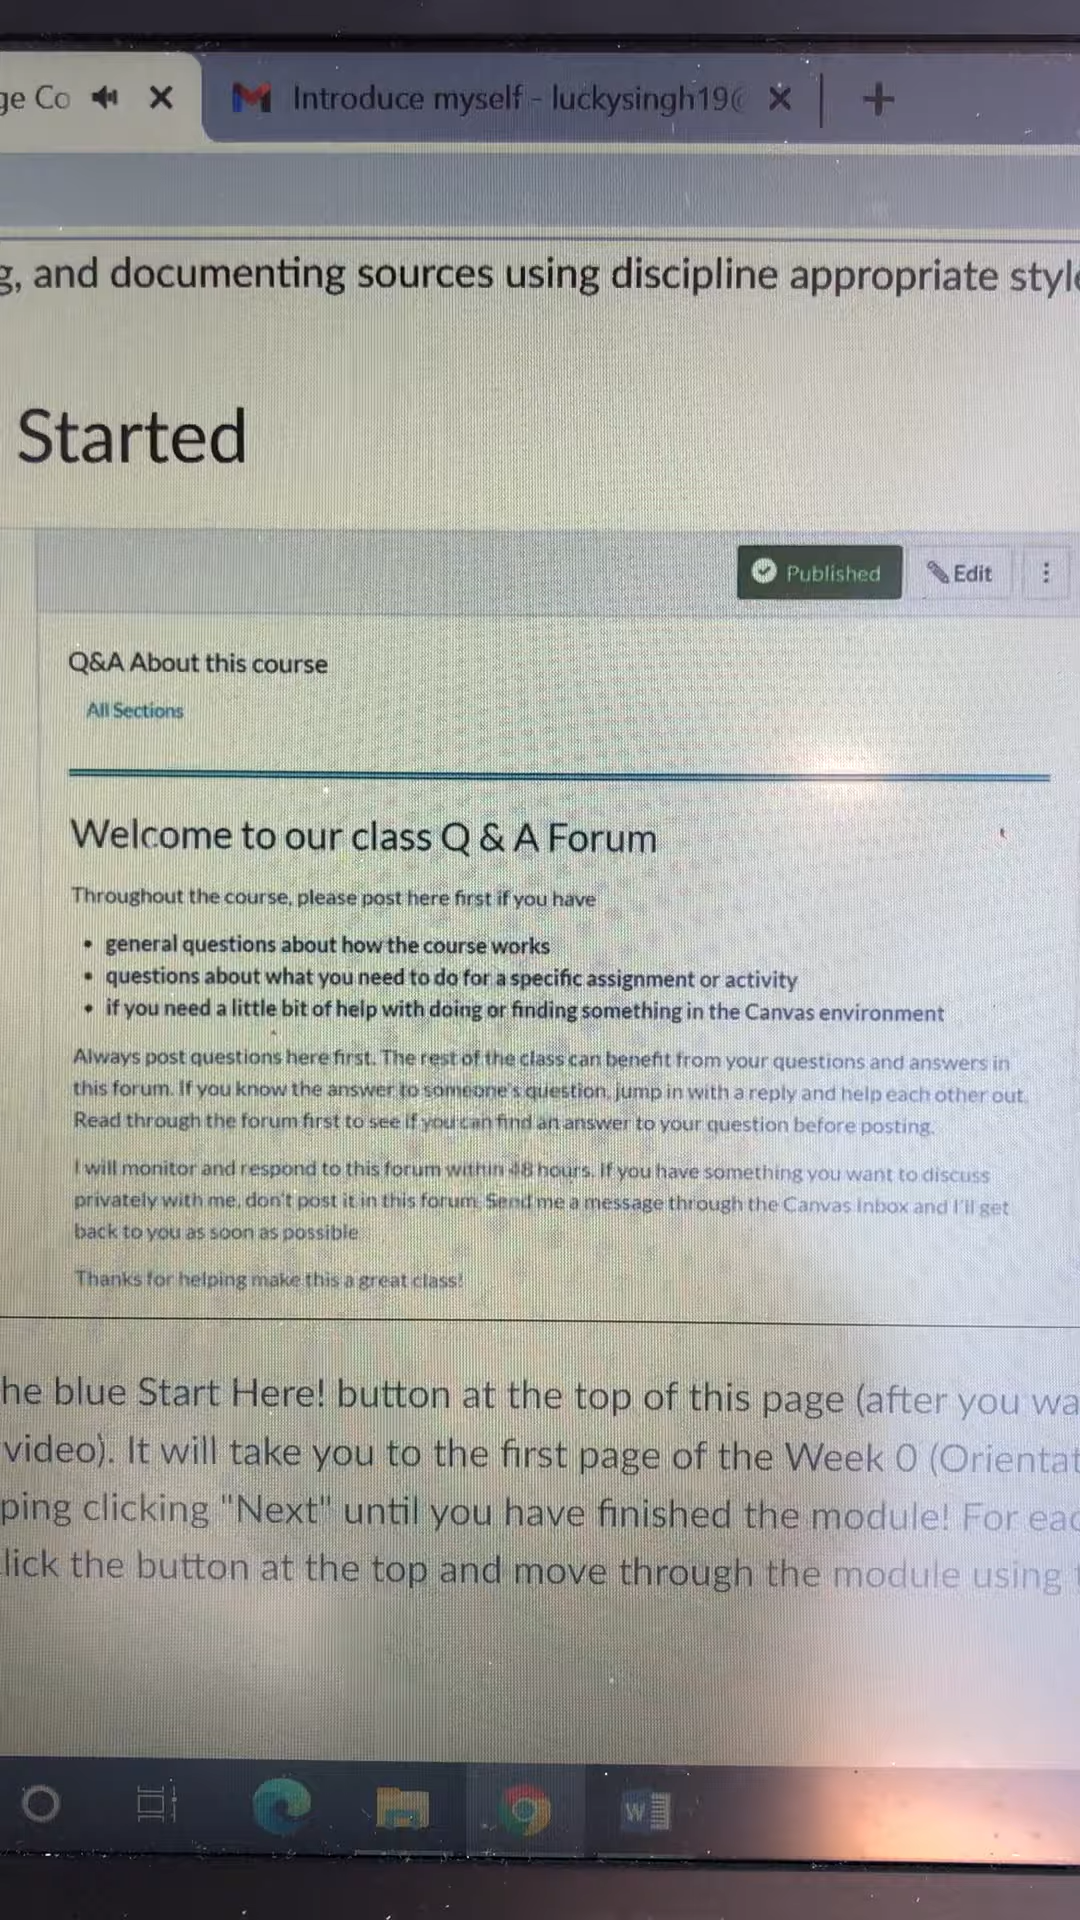 ge Co
Introduce myself - luckysingh19@
g, and documenting sources using discipline appropriate style
Started
Published
Edit
Q&A About this course
All Sections
Welcome to our class Q & A Forum
Throughout the course, please post here first if you have
• general questions about how the course works
• questions about what you need to do for a specific assignment or activity
• if you need a little bit of help with doing or finding something in the Canvas environment
Always post questions here first. The rest of the class can benefit from your questions and answers in
this forum. If you know the answer to someone's question, jump in with a reply and help each other out.
Read through the forum first to see if you can find an answer to your question before posting.
I will monitor and respond to this forum within 48 hours. If you have something you want to discuss
privately with me, don't post it in this forum. Send me a message through the Canvas Inbox and I'll get
back to you as soon as possible
Thanks for helping make this a great class!
he blue Start Here! button at the top of this page (after you wa
video). It will take you to the first page of the Week 0 (Orientat
ping clicking "Next" until you have finished the module! For eac
lick the button at the top and move through the module using t
W